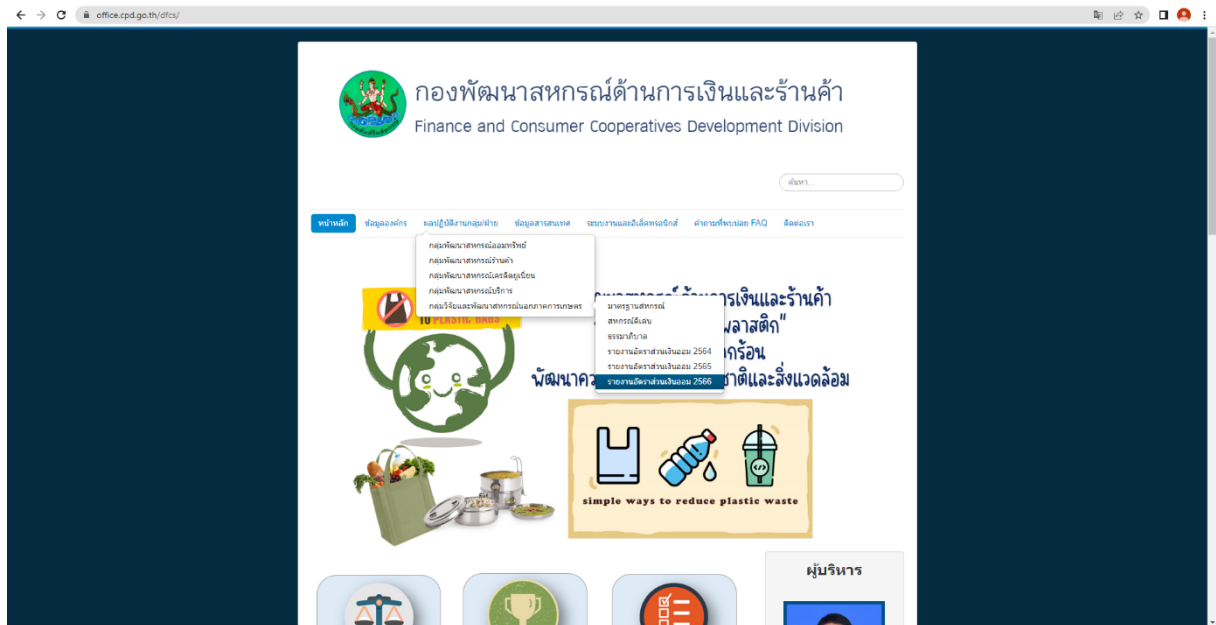 office.cpd.go.th/dfcs/
กองพัฒนาสหกรณ์ด้านการเงินและร้านค้า
Finance and Consumer Cooperatives Development Division
ค้นหา...
หน้าหลัก ข้อมูลองค์กร ผลปฏิบัติงานกลุ่ม/ฝ่าย ข้อมูลสารสนเทศ ระบบงานและอิเล็คทรอนิกส์ คำถามที่พบบ่อย FAQ ติดต่อเรา
กลุ่มพัฒนาสหกรณ์ออมทรัพย์
กลุ่มพัฒนาสหกรณ์ร้านค้า
กลุ่มพัฒนาสหกรณ์เครดิตยูเนี่ยน
กลุ่มพัฒนาสหกรณ์บริการ
กลุ่มวิจัยและพัฒนาสหกรณ์นอกภาคการเกษตร
มาตรฐานสหกรณ์
สหกรณ์ดีเด่น
ธรรมาภิบาล
รายงานอัตราส่วนเงินออม 2564
รายงานอัตราส่วนเงินออม 2565
รายงานอัตราส่วนเงินออม 2566
TO PLASTIC BAGS
การเงินและร้านค้า
พลาสติก"
กร้อน
พัฒนาคว
ชาติและสิ่งแวดล้อม
simple ways to reduce plastic waste
ผู้บริหาร